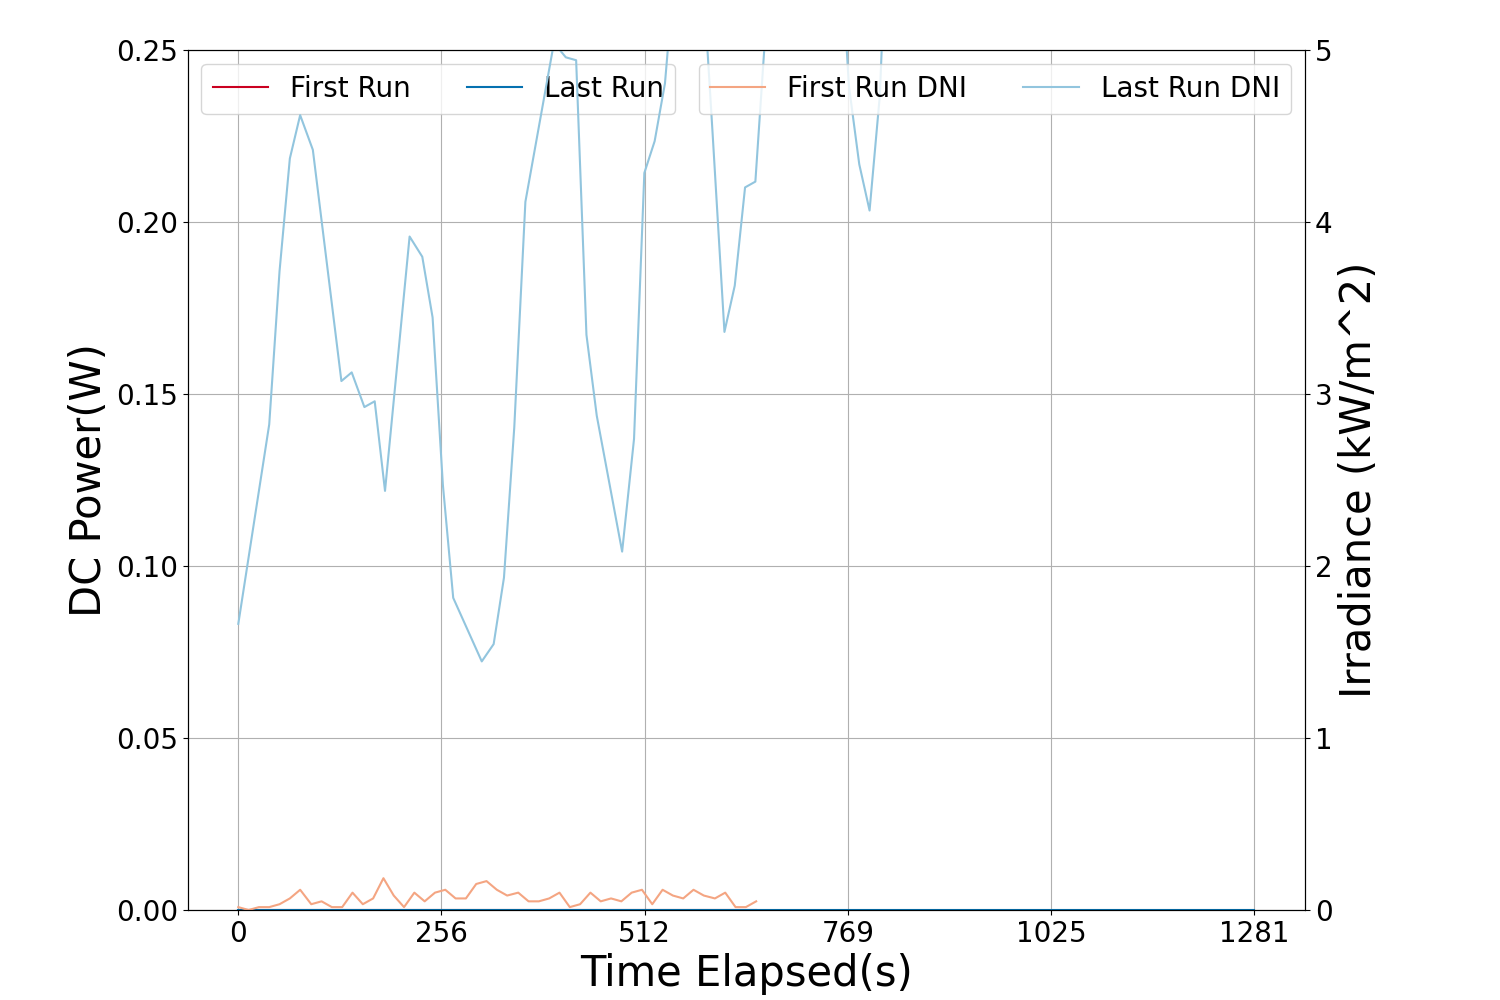 First Run
Last Run
First Run DNI
Last Run DNI
DC Power(W)
0.25
0.20
0.15
0.10
0.05
0.00
5
4
3
2
1
0
Irradiance (kW/m^2)
0 256 512 769 1025 1281
Time Elapsed(s)